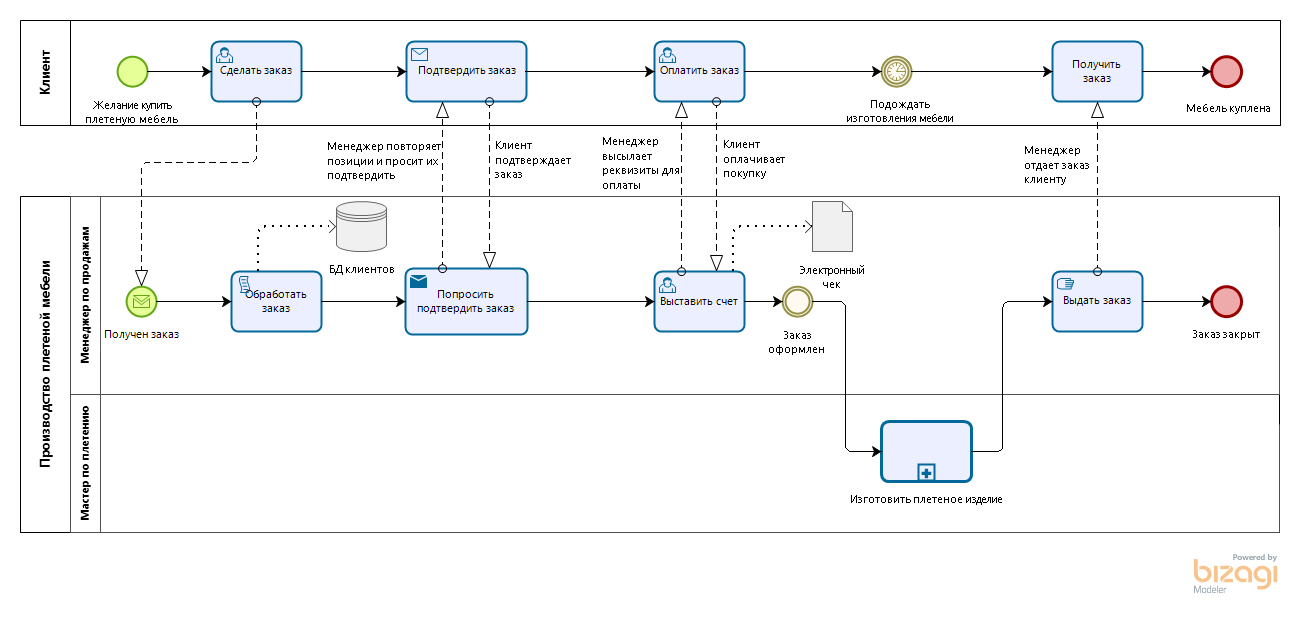 Клиент
Сделать заказ
Подтвердить заказ
Оплатить заказ
Получить
заказ
Желание купить
плетеную мебель
Подождать
изготовления мебели
Мебель куплена
Менеджер повторяет
позиции и просит их
подтвердить
Клиент
подтверждает
заказ
Менеджер
высылает
реквизиты для
оплаты
Клиент
оплачивает
покупку
Менеджер
отдает заказ
клиенту
Производство плетеной мебели
Менеджер по продажам
БД клиентов
Электронный
чек
Получен заказ
Обработать
заказ
Попросить
подтвердить заказ
Выставить счет
Заказ
оформлен
Выдать заказ
Заказ закрыт
Мастер по плетению
Изготовить плетеное изделие
Powered by
bizagi
Modeler